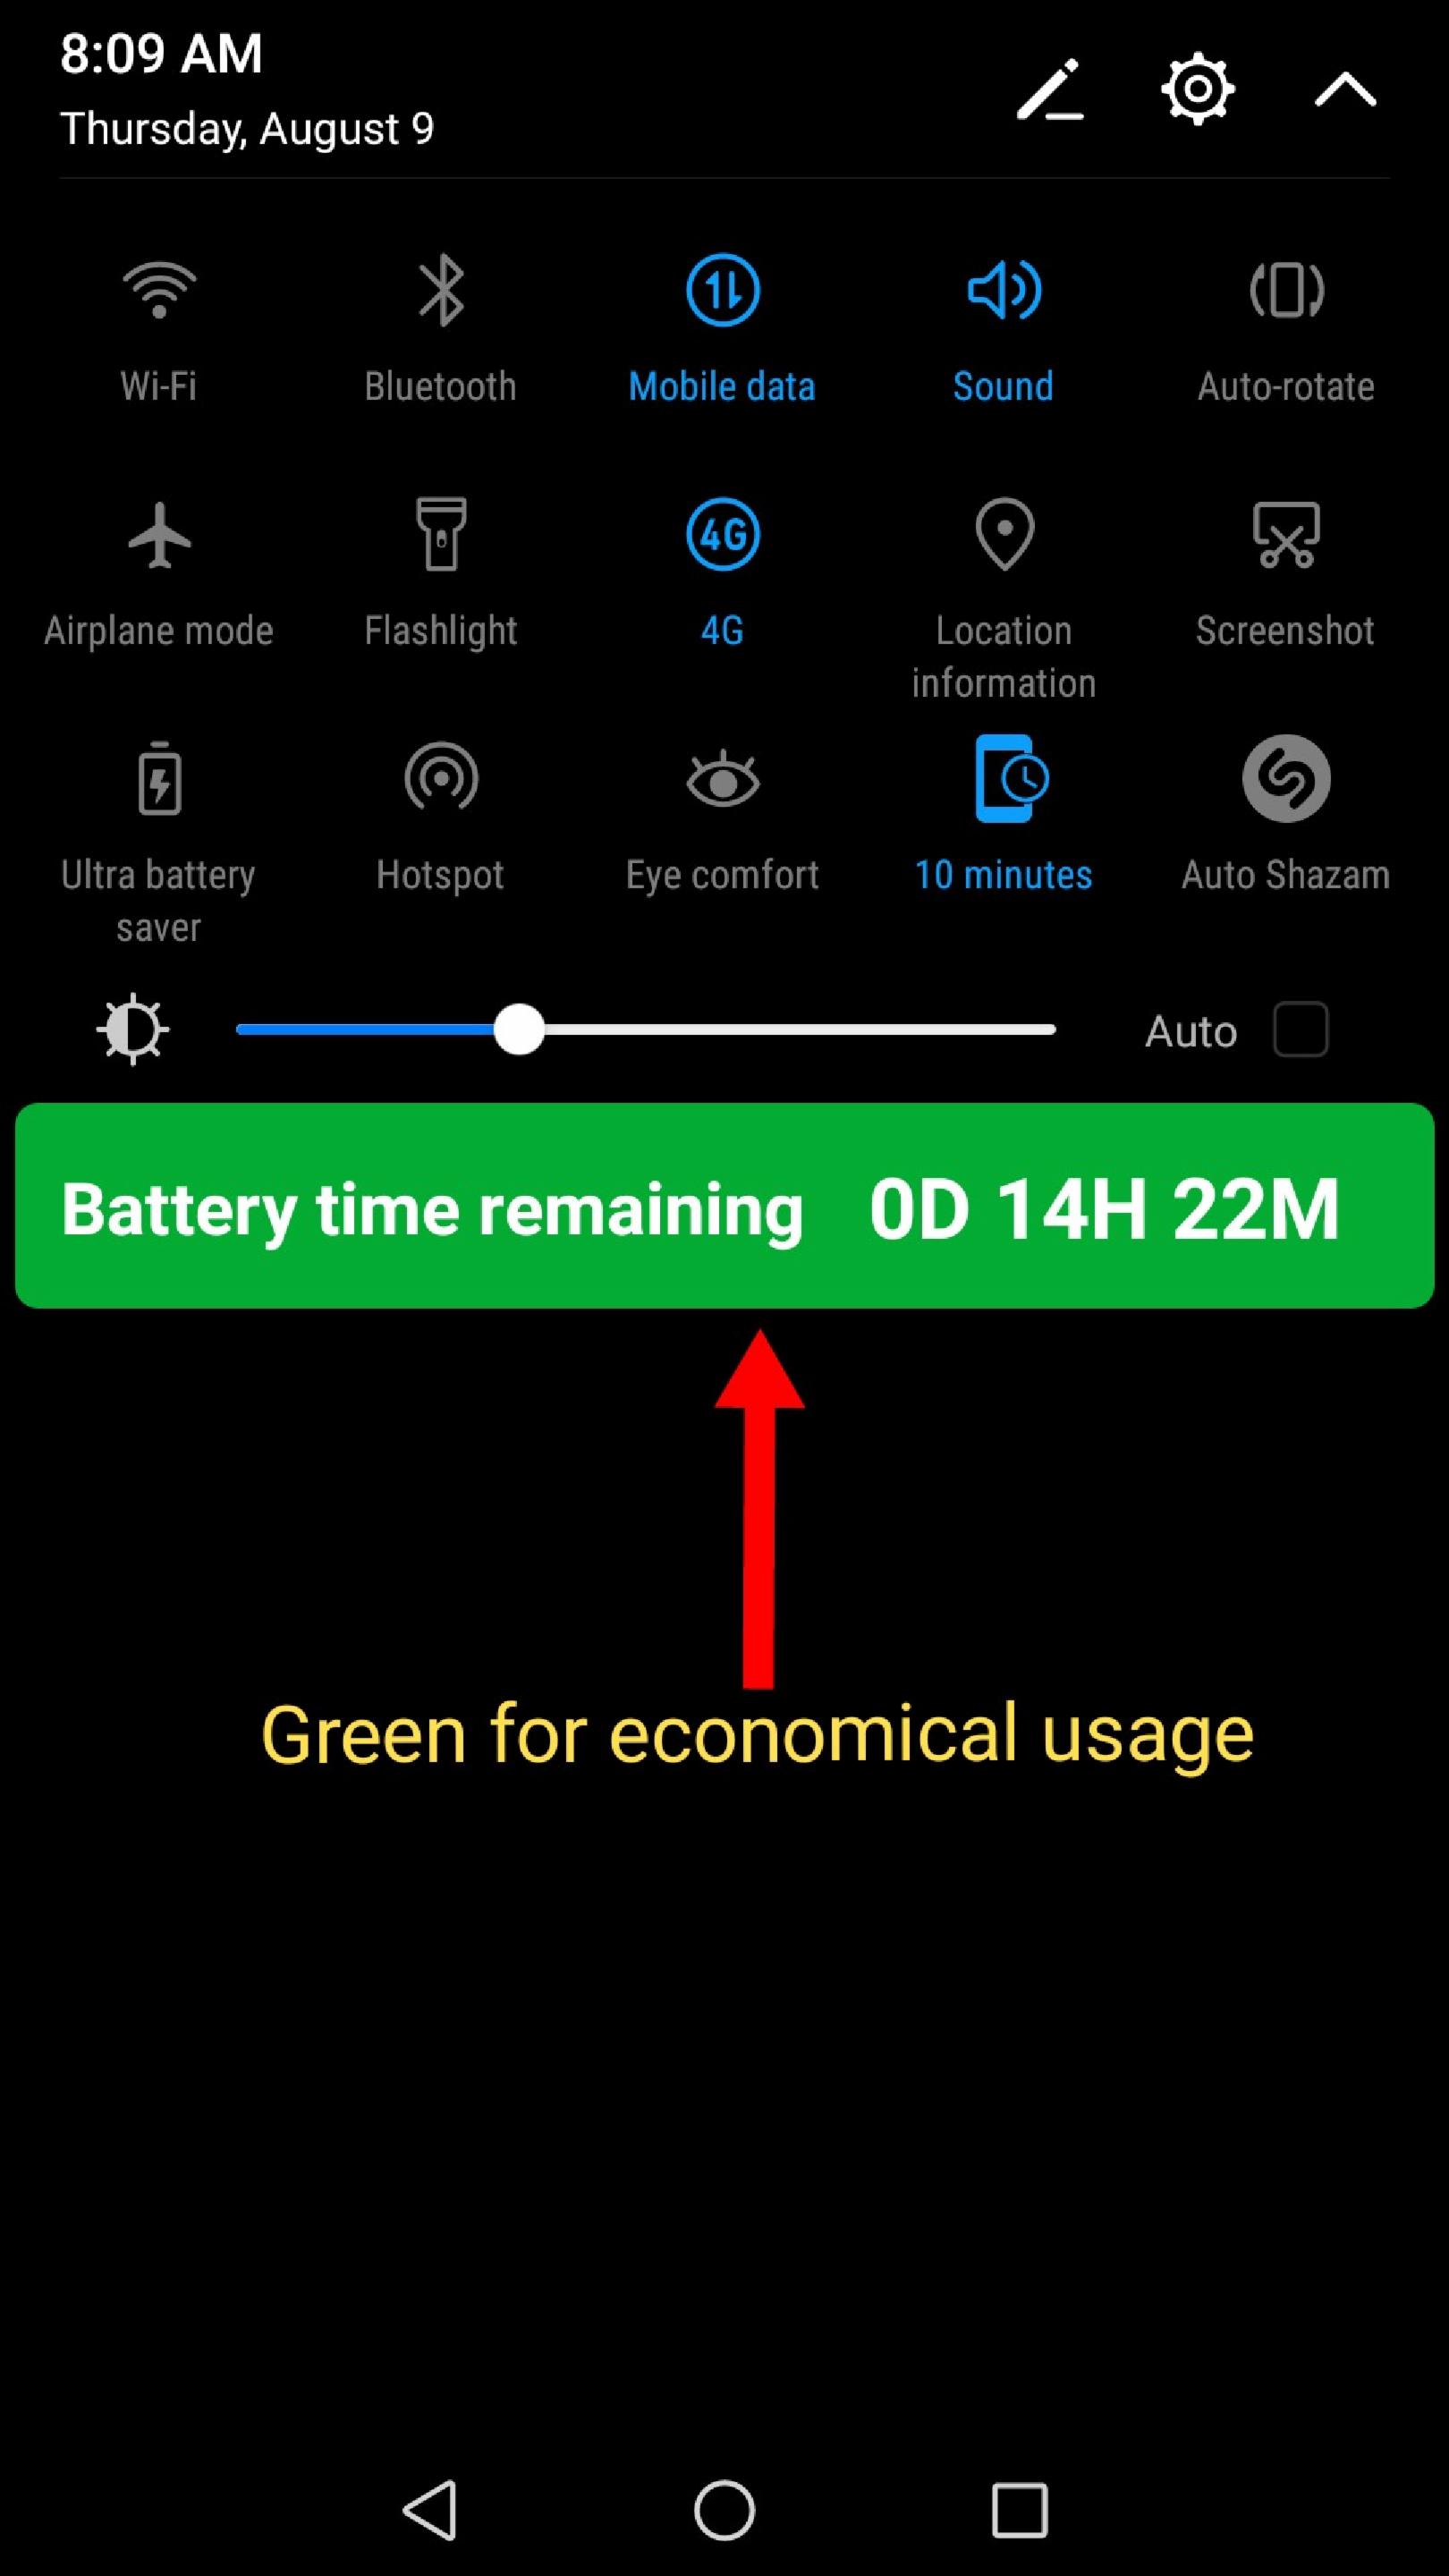 8:09 AM
Thursday, August 9
Wi-Fi Bluetooth Mobile data Sound Auto-rotate
4G
Airplane mode Flashlight 4G Location information Screenshot
Ultra battery saver Hotspot Eye comfort 10 minutes Auto Shazam
Auto
Battery time remaining 0D 14H 22M
Green for economical usage